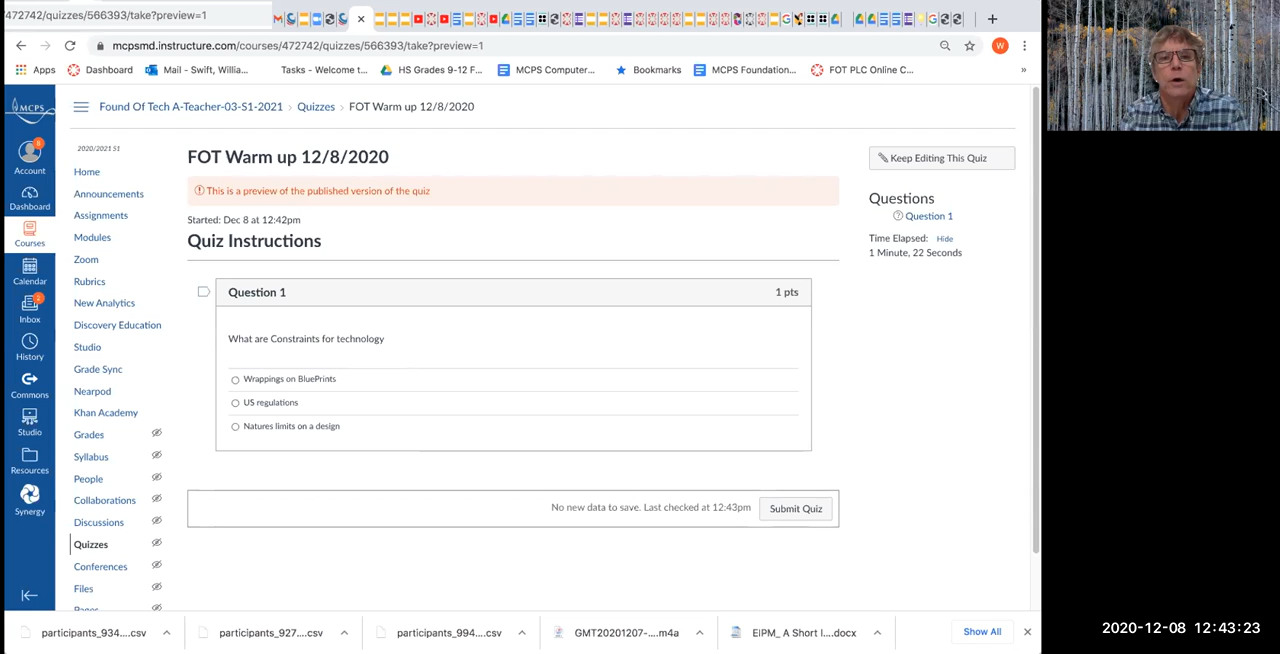 472742/quizzes/566393/take?preview=1
mcpsmd.instructure.com/courses/472742/quizzes/566393/take?preview=1
W
Apps Dashboard Mail - Swift, Willia... Tasks - Welcome t... HS Grades 9-12 F... MCPS Computer... Bookmarks MCPS Foundation... FOT PLC Online C... »
MCPS
Found Of Tech A-Teacher-03-S1-2021 › Quizzes › FOT Warm up 12/8/2020
2020/2021 S1
8
Account
Dashboard
Courses
Calendar
2
Inbox
History
Commons
Studio
Resources
Synergy
Home
Announcements
Assignments
Modules
Zoom
Rubrics
New Analytics
Discovery Education
Studio
Grade Sync
Nearpod
Khan Academy
Grades
Syllabus
People
Collaborations
Discussions
Quizzes
Conferences
Files
Pages
FOT Warm up 12/8/2020
This is a preview of the published version of the quiz
Started: Dec 8 at 12:42pm
Quiz Instructions
Question 1 1 pts
What are Constraints for technology
Wrappings on BluePrints
US regulations
Natures limits on a design
No new data to save. Last checked at 12:43pm Submit Quiz
Keep Editing This Quiz
Questions
Question 1
Time Elapsed: Hide
1 Minute, 22 Seconds
participants_934....csv participants_927....csv participants_994....csv GMT20201207-....m4a EIPM_ A Short I....docx Show All
2020-12-08 12:43:23